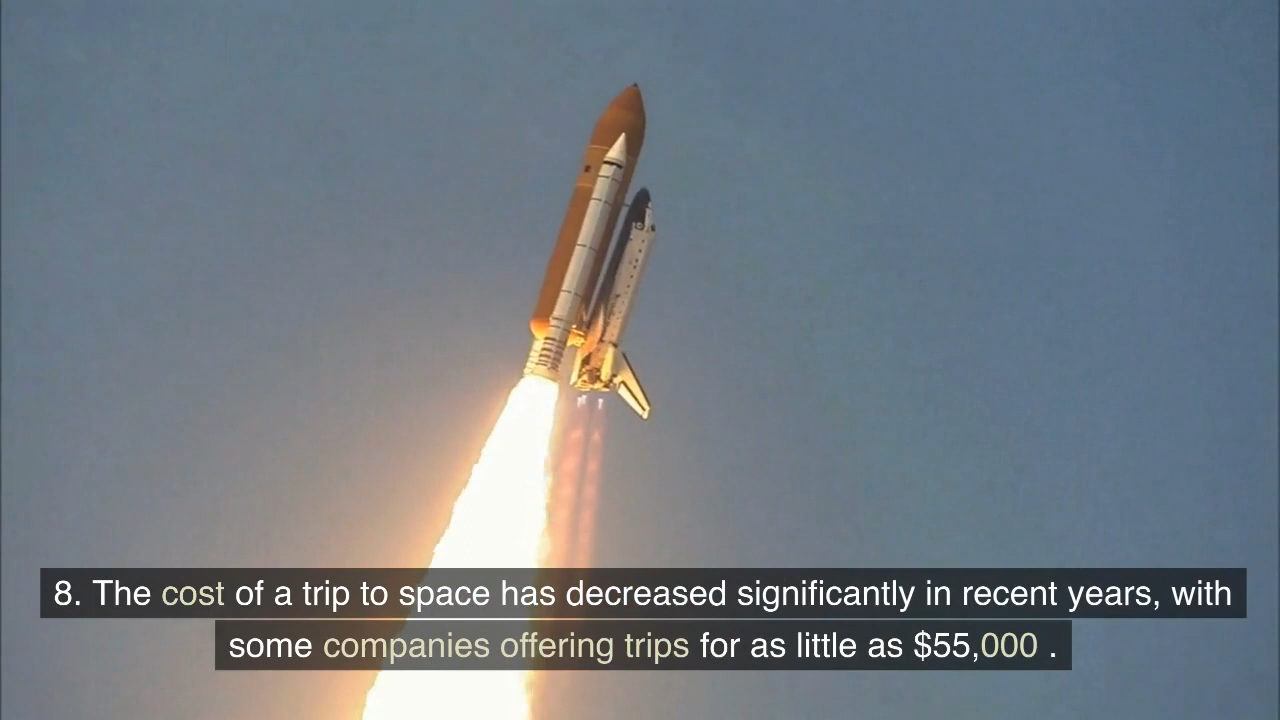 8. The cost of a trip to space has decreased significantly in recent years, with
some companies offering trips for as little as $55,000 .